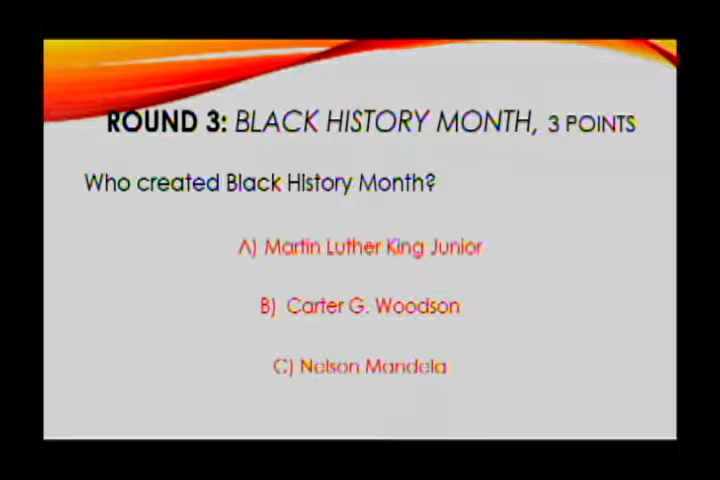 ROUND 3: BLACK HISTORY MONTH, 3 POINTS
Who created Black History Month?
A) Martin Luther King Junior
B) Carter G. Woodson
C) Nelson Mandela